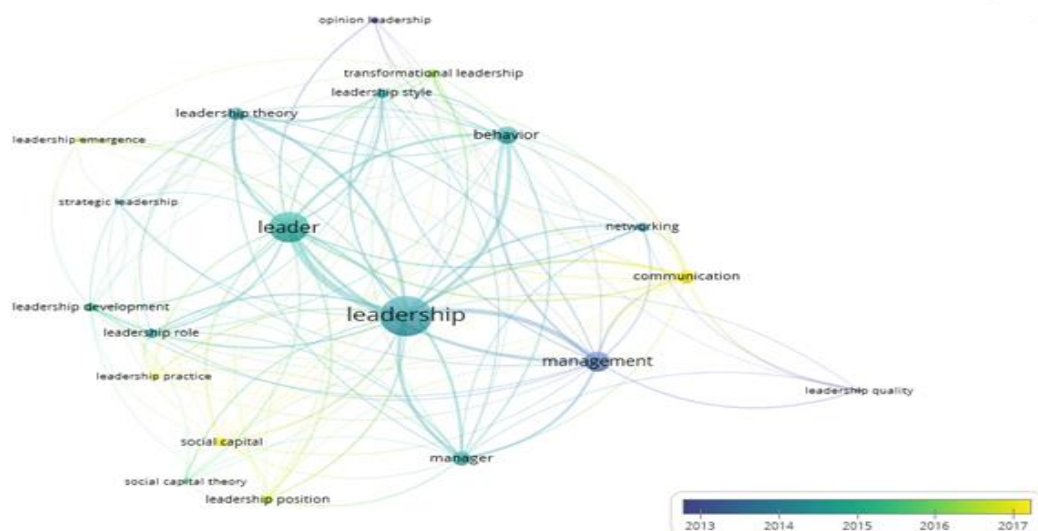 opinion leadership
transformational leadership
leadership style
leadership theory
behavior
leadership emergence
strategic leadership
leader
networking
communication
leadership development
leadership
leadership role
management
leadership practice
leadership quality
social capital
manager
social capital theory
leadership position
2013 2014 2015 2016 2017